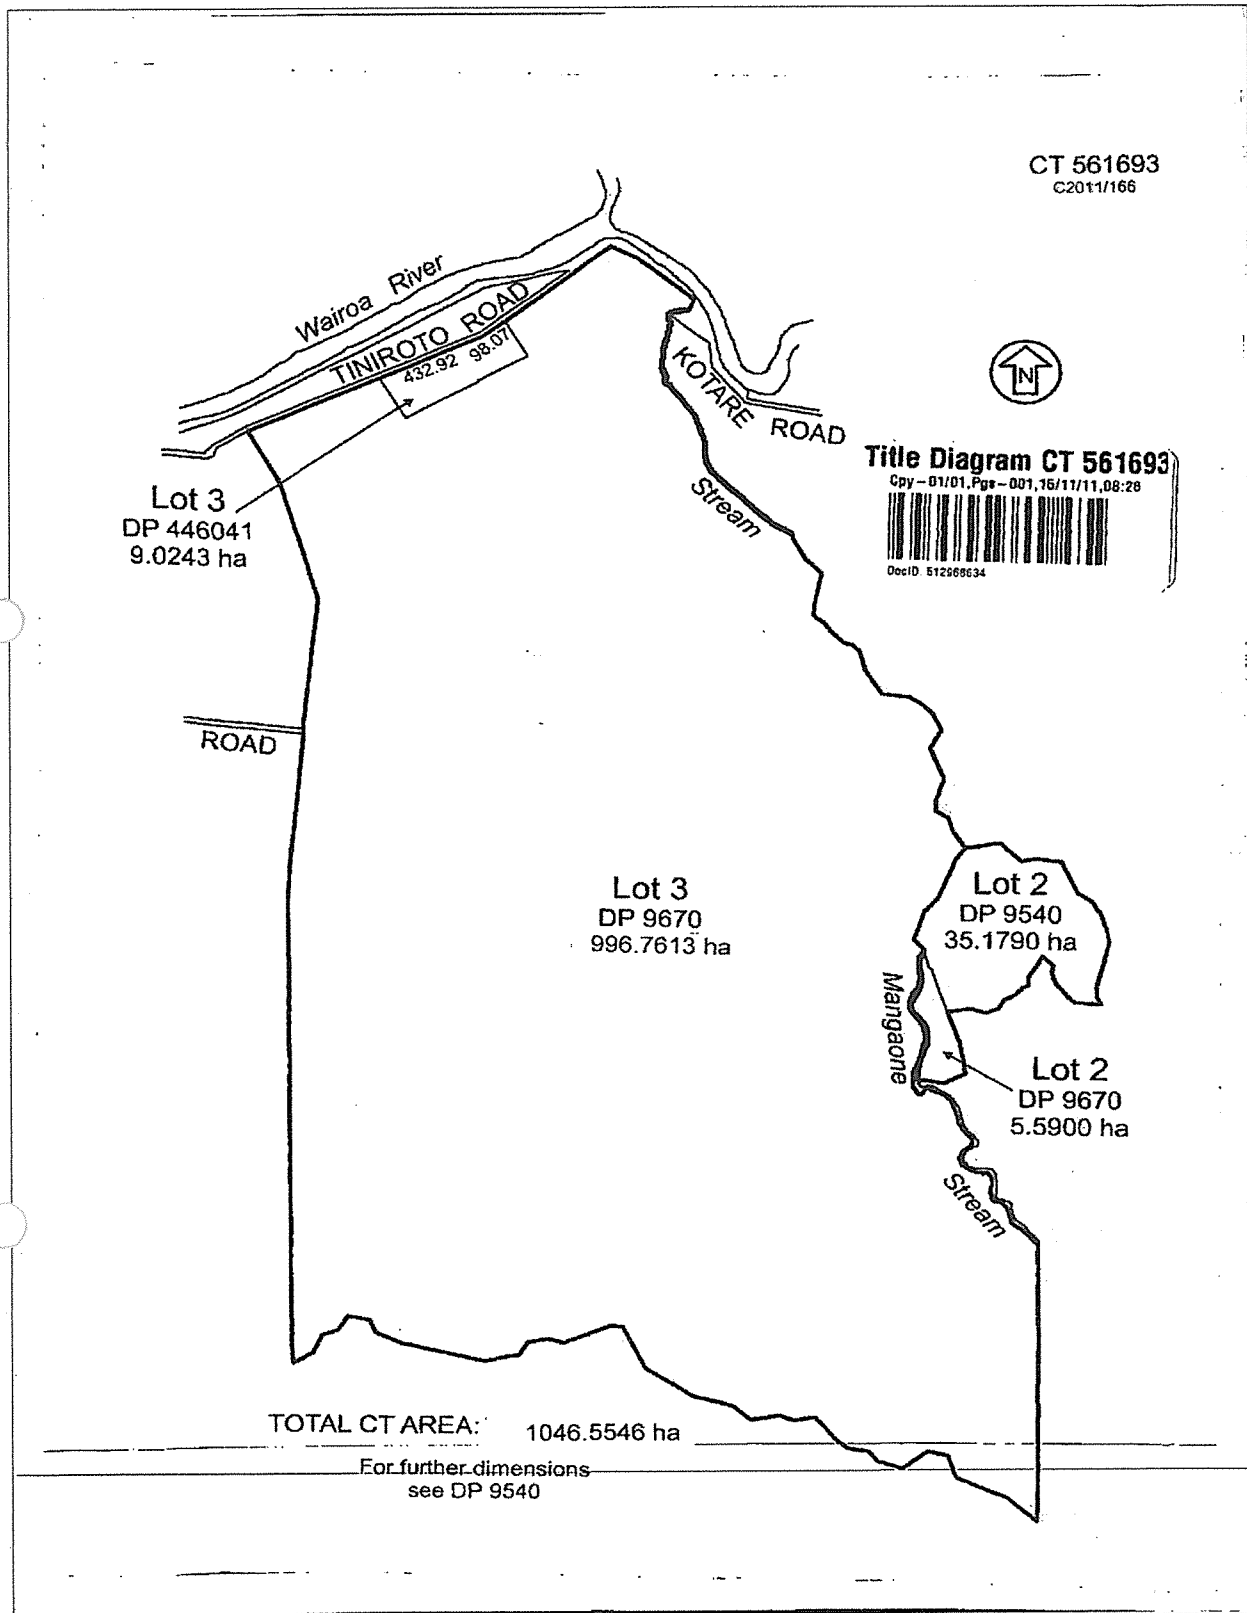 CT 561693
C2011/166
Wairoa River
TINIROTO ROAD
432.92 98.07
KOTARE
ROAD
N
Title Diagram CT 561693
Cpy - 01/01, Pgs - 001, 16/11/11, 08:28
DocID: 512966634
Stream
Lot 3
DP 446041
9.0243 ha
ROAD
Lot 3
DP 9670
996.7613 ha
Lot 2
DP 9540
35.1790 ha
Mangaone
Lot 2
DP 9670
5.5900 ha
Stream
TOTAL CT AREA: 1046.5546 ha
For further dimensions
see DP 9540